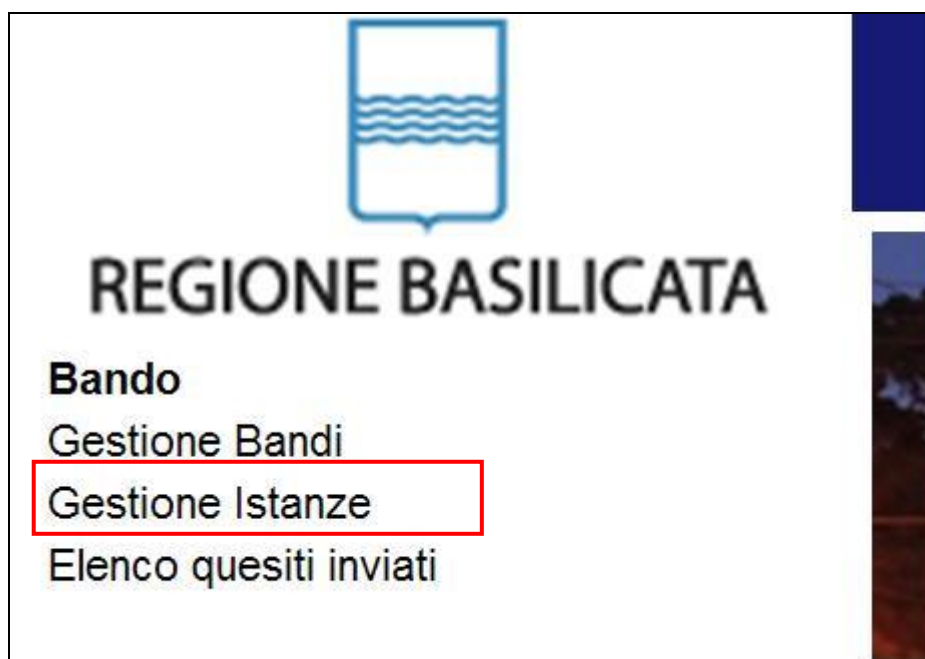 REGIONE BASILICATA
Bando
Gestione Bandi
Gestione Istanze
Elenco quesiti inviati